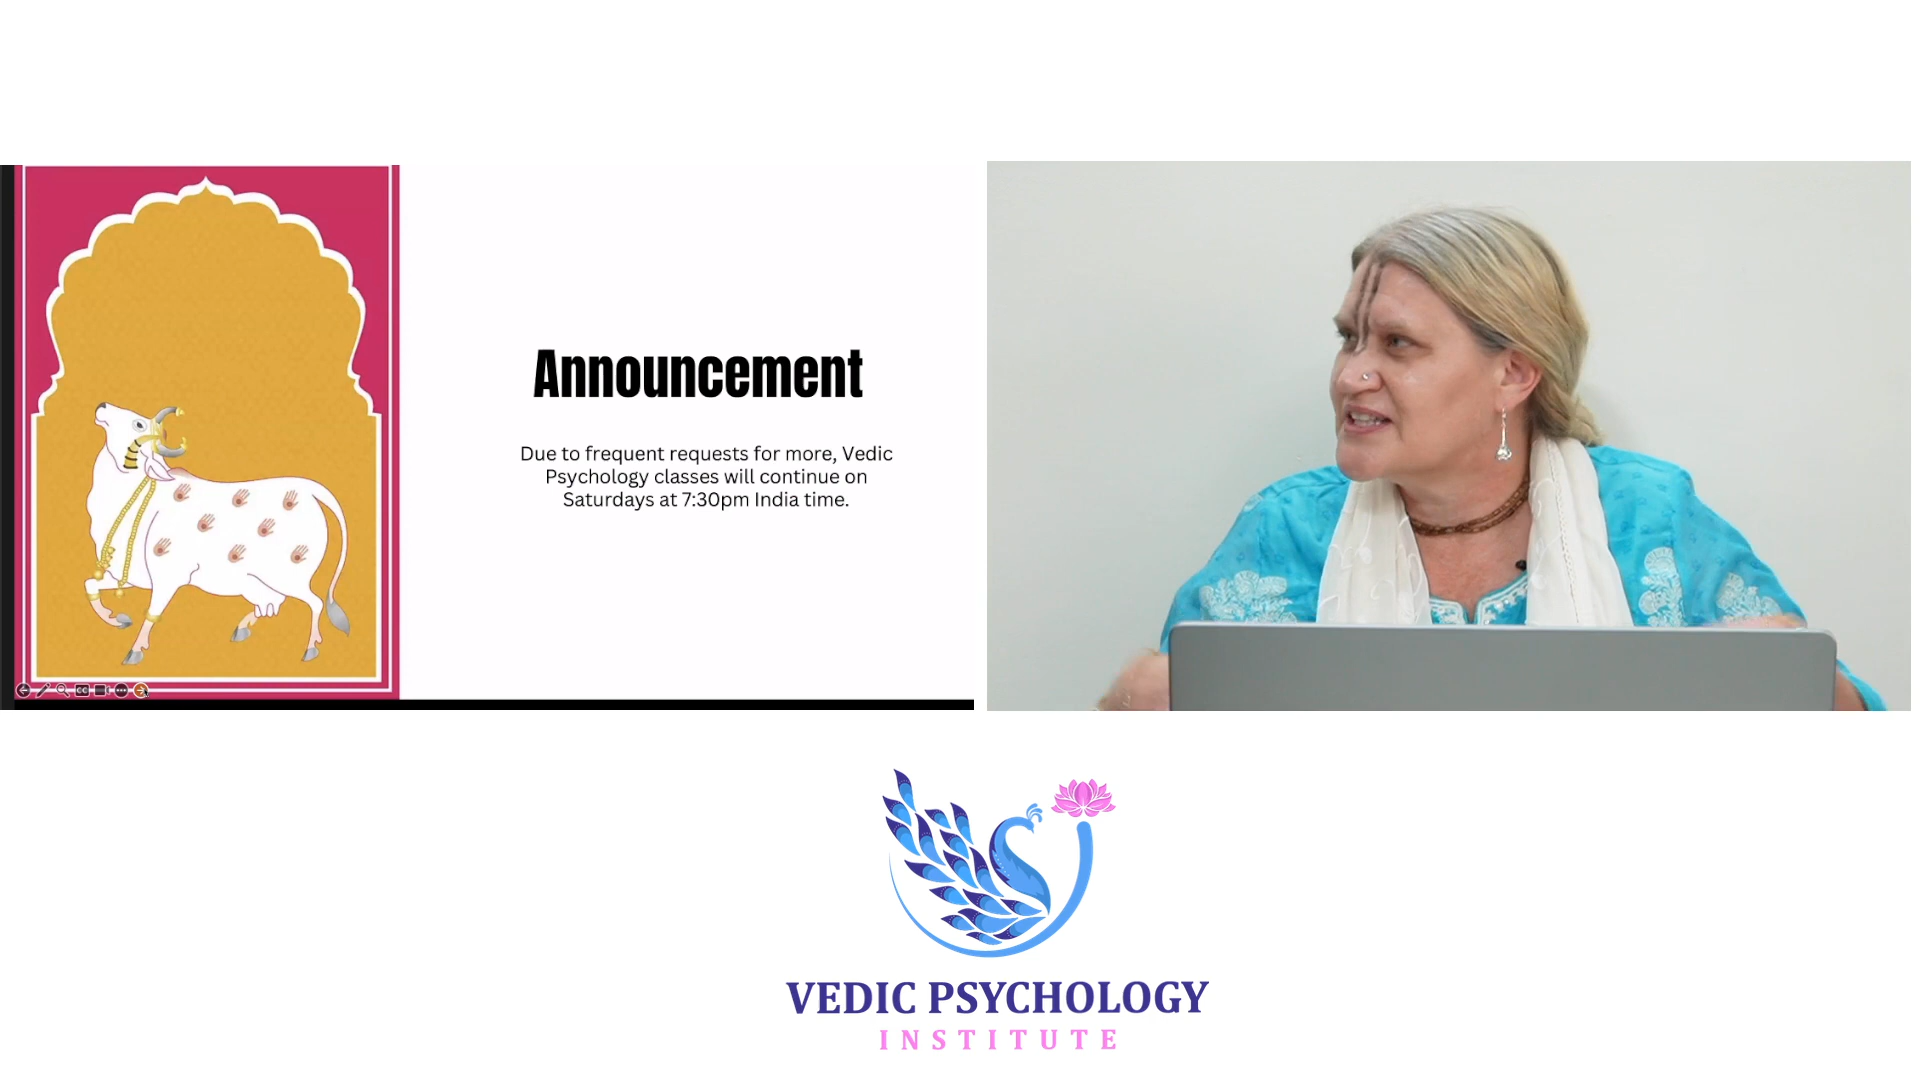 Announcement
Due to frequent requests for more, Vedic
Psychology classes will continue on
Saturdays at 7:30pm India time.
CC
VEDIC PSYCHOLOGY
INSTITUTE